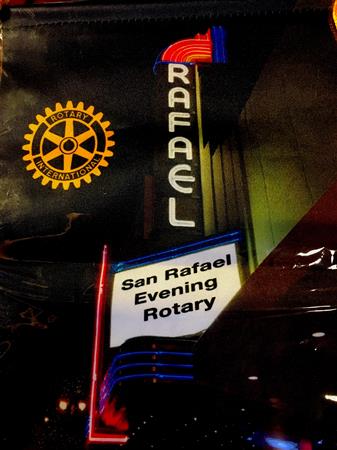 RAFAEL
ROTARY
INTERNATIONAL
San Rafael
Evening
Rotary